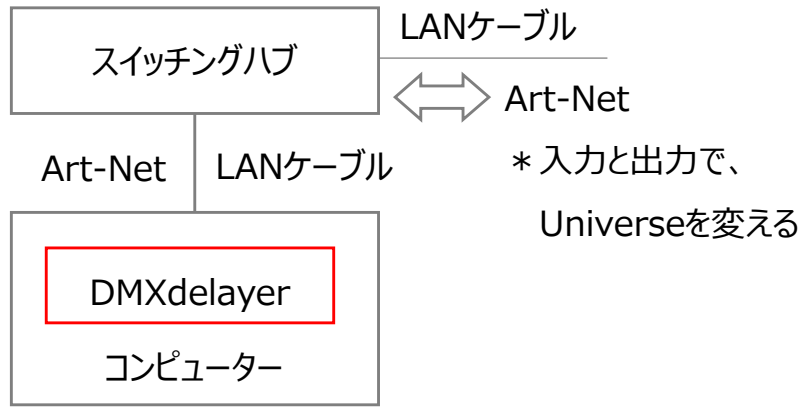 LANケーブル
スイッチングハブ
Art-Net
Art-Net
LANケーブル
＊入力と出力で、
Universeを変える
DMXdelayer
コンピューター